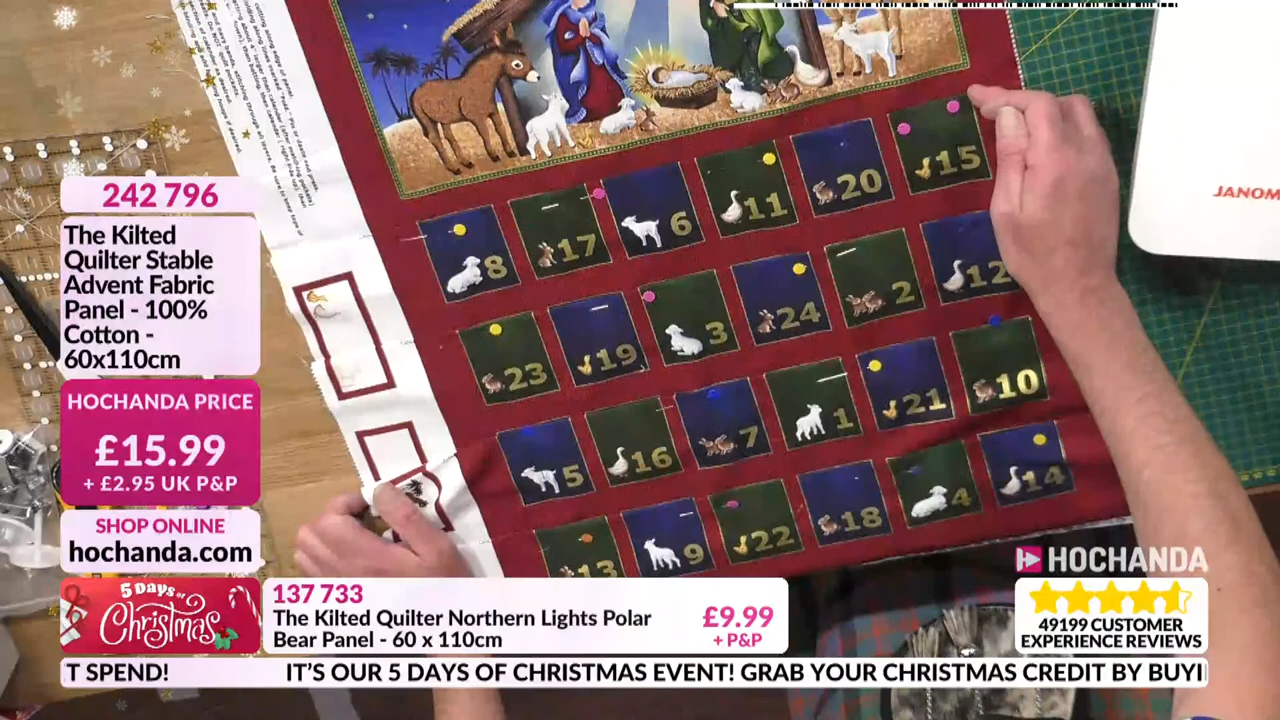 242 796
The Kilted
Quilter Stable
Advent Fabric
Panel - 100%
Cotton -
60x110cm
HOCHANDA PRICE
£15.99
+ £2.95 UK P&P
SHOP ONLINE
hochanda.com
8 17 6 11 20 15
23 19 3 24 2 12
5 16 7 1 21 10
13 9 22 18 4 14
JANOM
5 Days of
Christmas
137 733
The Kilted Quilter Northern Lights Polar
Bear Panel - 60 x 110cm
£9.99
+ P&P
HOCHANDA
49199 CUSTOMER
EXPERIENCE REVIEWS
T SPEND! IT'S OUR 5 DAYS OF CHRISTMAS EVENT! GRAB YOUR CHRISTMAS CREDIT BY BUYI